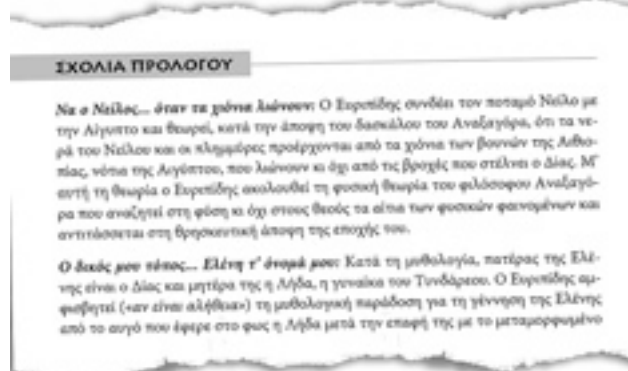 ΣΧΟΛΙΑ ΠΡΟΛΟΓΟΥ
Να ο Νείλος... όταν τα χιόνια λιώνουν: Ο Ευριπίδης συνδέει τον ποταμό Νείλο με
την Αίγυπτο και θεωρεί, κατά την άποψη του δασκάλου του Αναξαγόρα, ότι τα νε-
ρά του Νείλου και οι πλημμύρες προέρχονται από τα χιόνια των βουνών της Αιθιο-
πίας, νότια της Αιγύπτου, που λιώνουν κι όχι από τις βροχές που στέλνει ο Δίας. Μ'
αυτή τη θεωρία ο Ευριπίδης ακολουθεί τη φυσική θεωρία του φιλόσοφου Αναξαγό-
ρα που αναζητεί στη φύση κι όχι στους θεούς τα αίτια των φυσικών φαινομένων και
αντιτάσσεται στη θρησκευτική άποψη της εποχής του.
Ο δικός μου τόπος... Ελένη τ' όνομά μου: Κατά τη μυθολογία, πατέρας της Ελέ-
νης είναι ο Δίας και μητέρα της η Λήδα, η γυναίκα του Τυνδάρεου. Ο Ευριπίδης αμ-
φισβητεί («αν είναι αλήθεια») τη μυθολογική παράδοση για τη γέννηση της Ελένης
από το αυγό που έφερε στο φως η Λήδα μετά την επαφή της με το μεταμορφωμένο